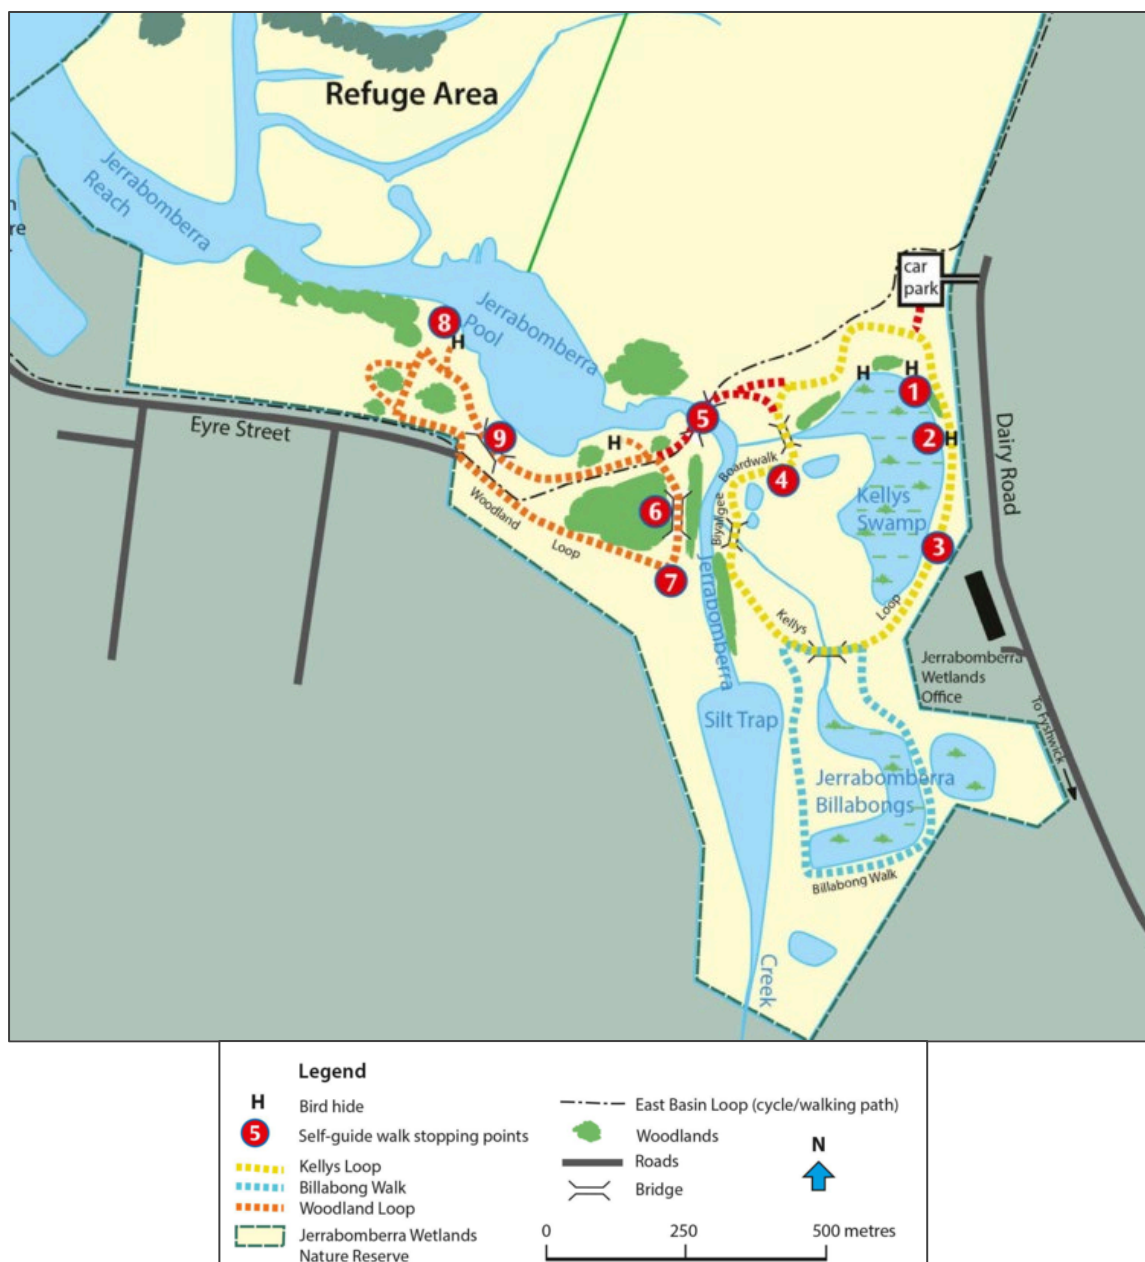 Refuge Area
Jerrabomberra
Reach
n
re
Jerrabomberra
Pool
car
park
8
H
H
H
1
2
H
5
9
H
Eyre Street
Boardwalk
4
Dairy Road
Kellys
Swamp
Woodland
6
Biyaligee
3
Loop
7
Jerrabomberra
Kellys
Loop
Jerrabomberra
Wetlands
Office
To Fyshwick
Silt Trap
Jerrabomberra
Billabongs
Billabong Walk
Creek
Legend
H
Bird hide
5
Self-guide walk stopping points
Kellys Loop
Billabong Walk
Woodland Loop
Jerrabomberra Wetlands
Nature Reserve
East Basin Loop (cycle/walking path)
Woodlands
Roads
Bridge
N
0 250 500 metres